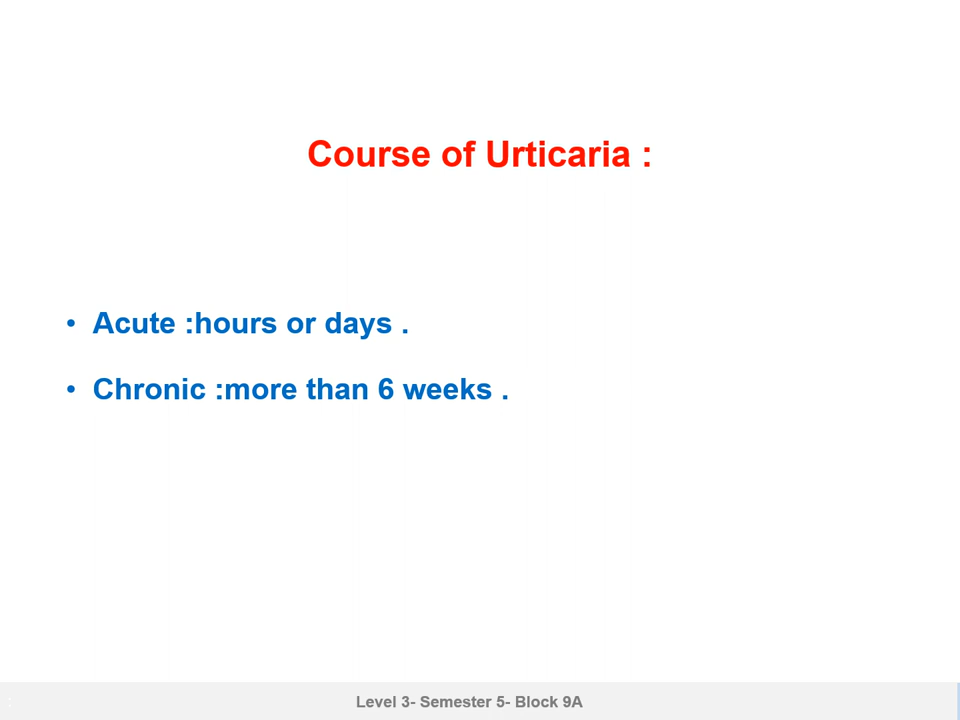 Course of Urticaria :
• Acute :hours or days .
• Chronic :more than 6 weeks .
Level 3- Semester 5- Block 9A